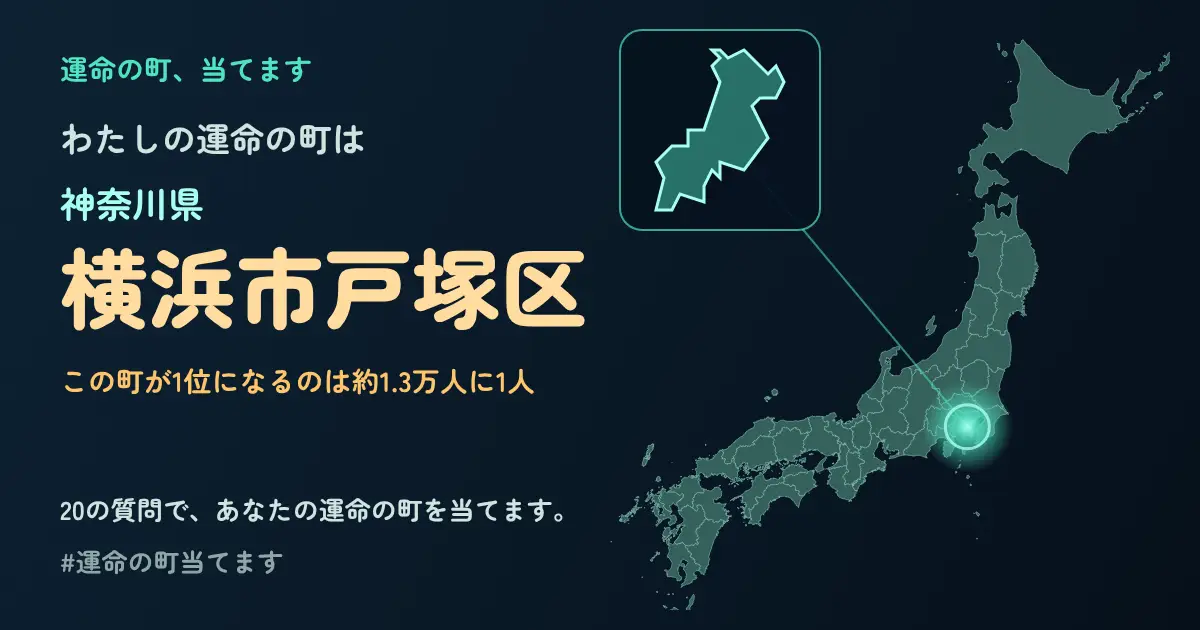 運命の町、当てます
わたしの運命の町は
神奈川県
横浜市戸塚区
この町が1位になるのは約1.3万人に1人
20の質問で、あなたの運命の町を当てます。
#運命の町当てます